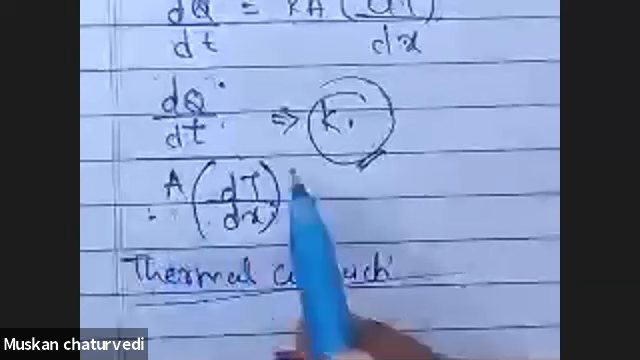 dQ/dt = KA (dT/dx)
dQ/dt ⇒ K.
A (dT/dx)
Thermal
Muskan chaturvedi